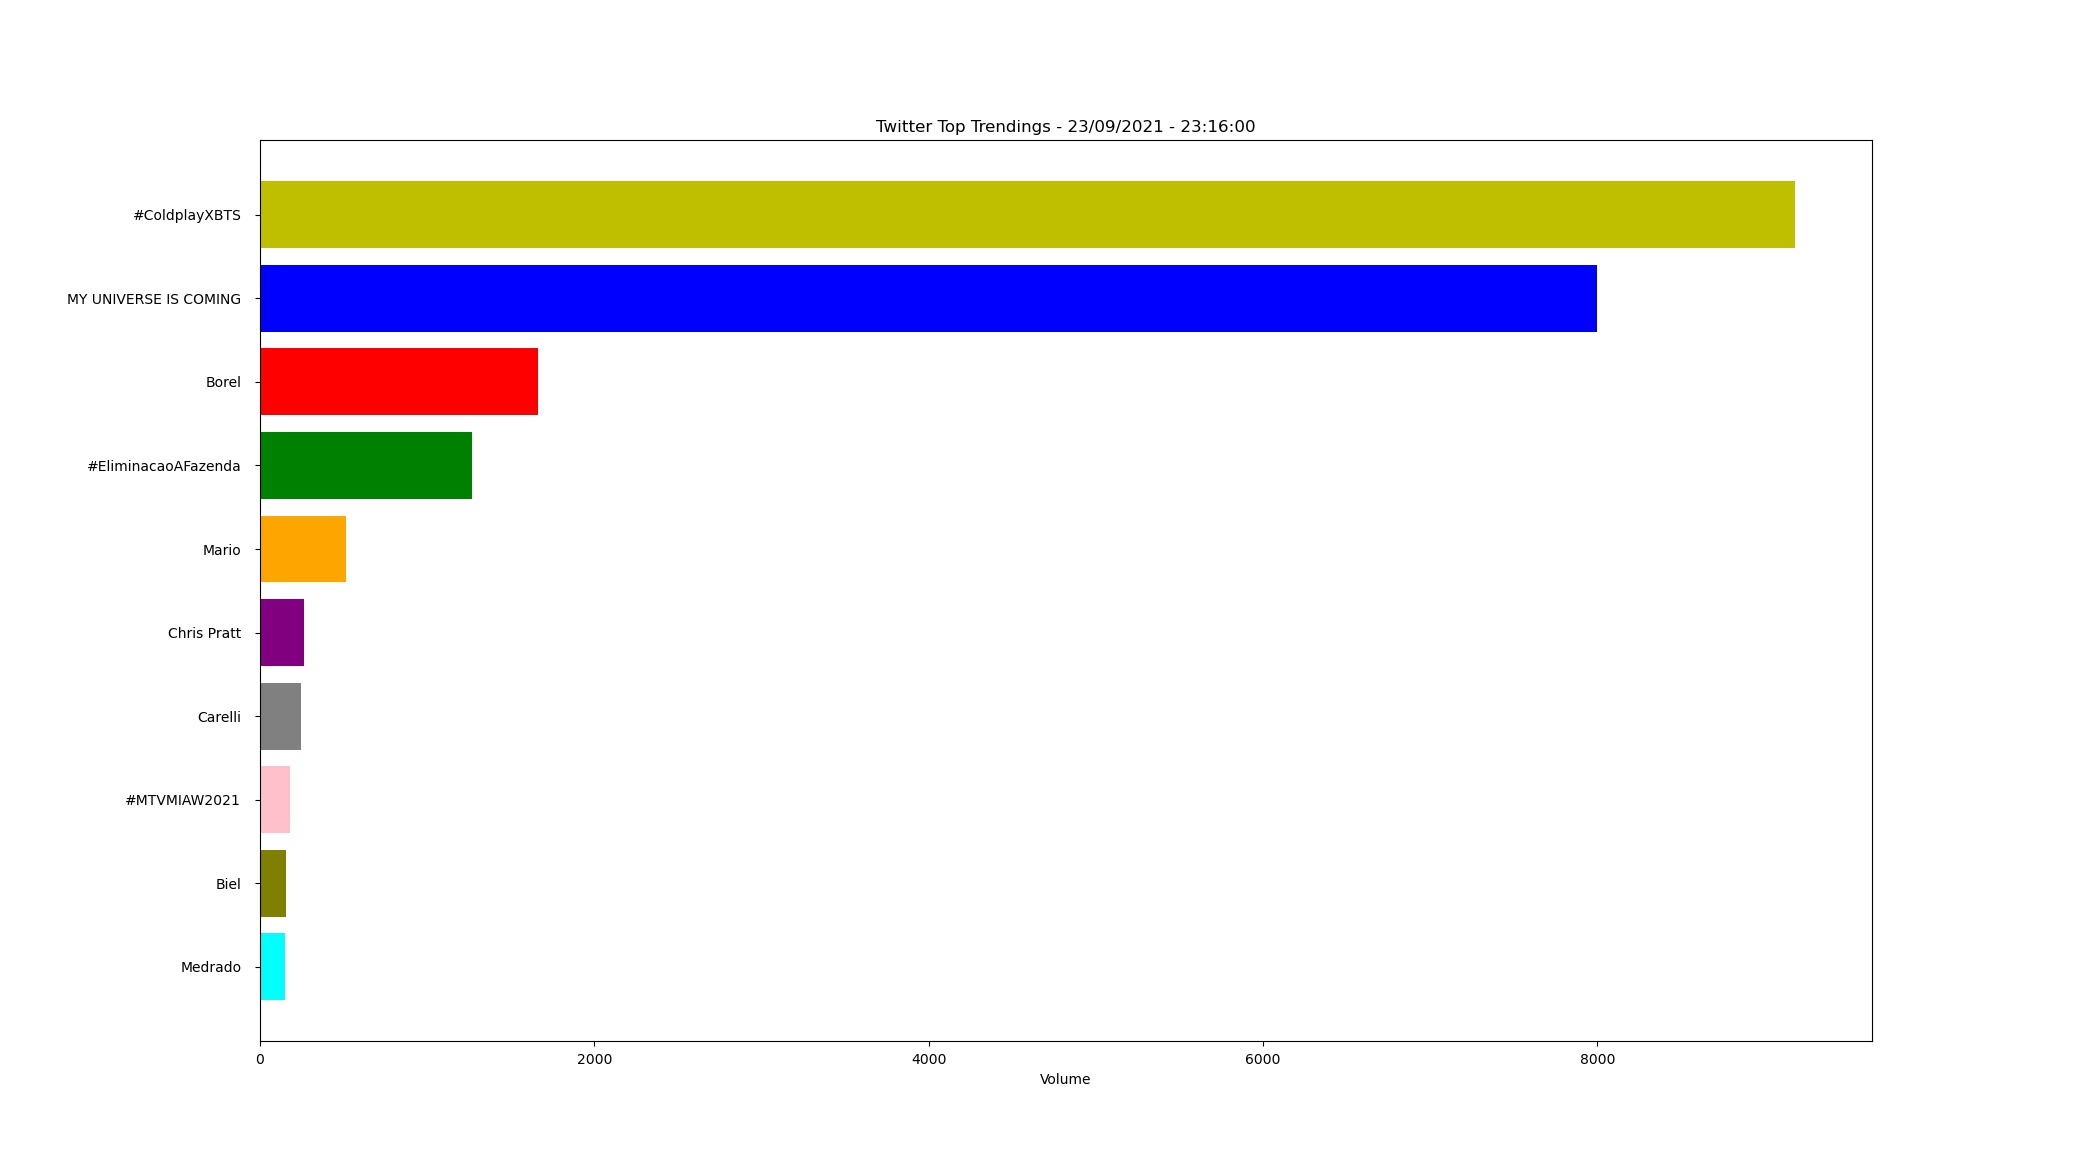 Twitter Top Trendings - 23/09/2021 - 23:16:00
#ColdplayXBTS
MY UNIVERSE IS COMING
Borel
#EliminacaoAFazenda
Mario
Chris Pratt
Carelli
#MTVMIAW2021
Biel
Medrado
0 2000 4000 6000 8000
Volume